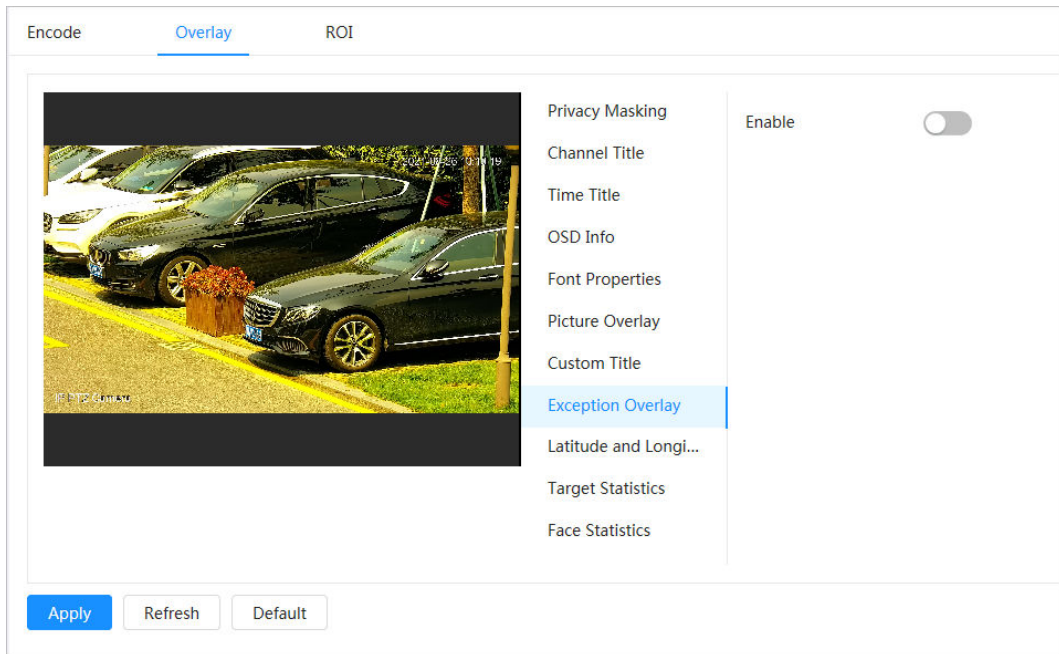 Encode
Overlay
ROI
Privacy Masking
Channel Title
Time Title
OSD Info
Font Properties
Picture Overlay
Custom Title
Exception Overlay
Latitude and Longi...
Target Statistics
Face Statistics
Enable
Apply
Refresh
Default